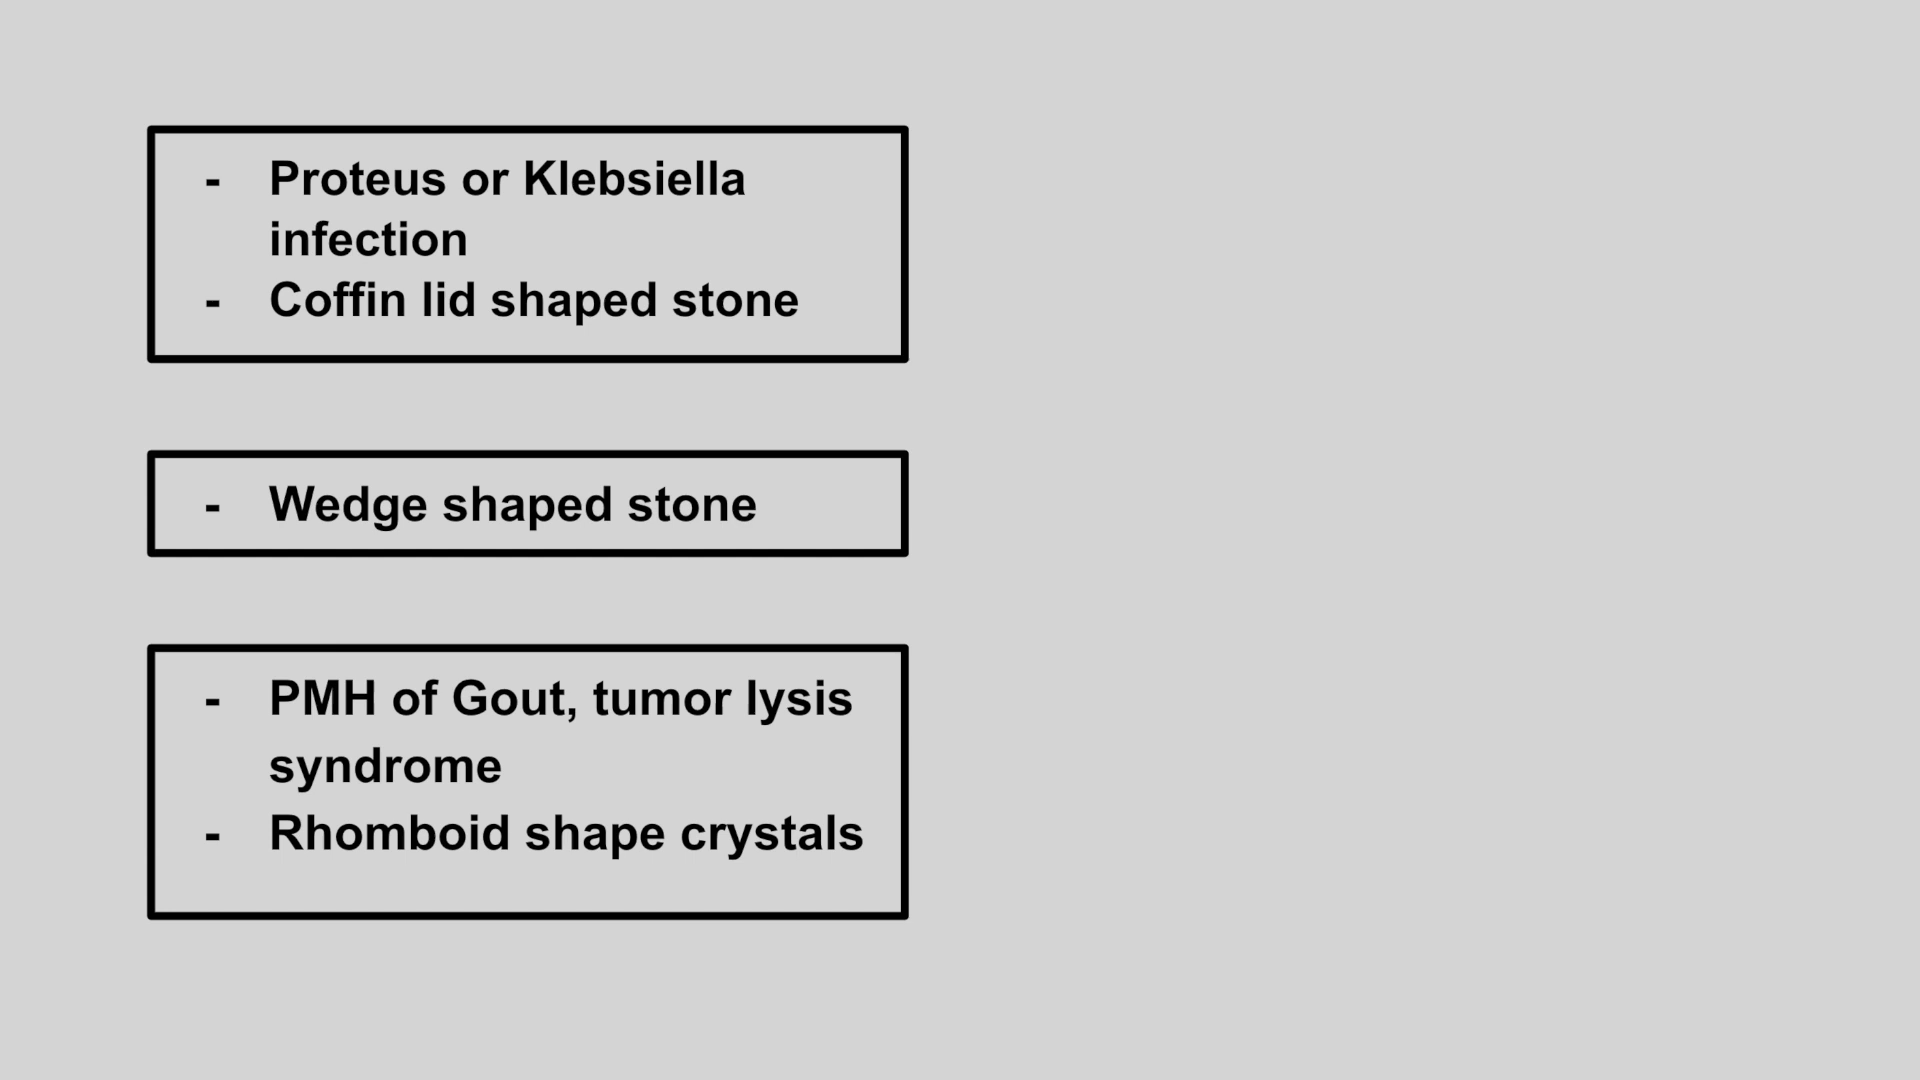 - Proteus or Klebsiella
infection
- Coffin lid shaped stone
- Wedge shaped stone
- PMH of Gout, tumor lysis
syndrome
- Rhomboid shape crystals